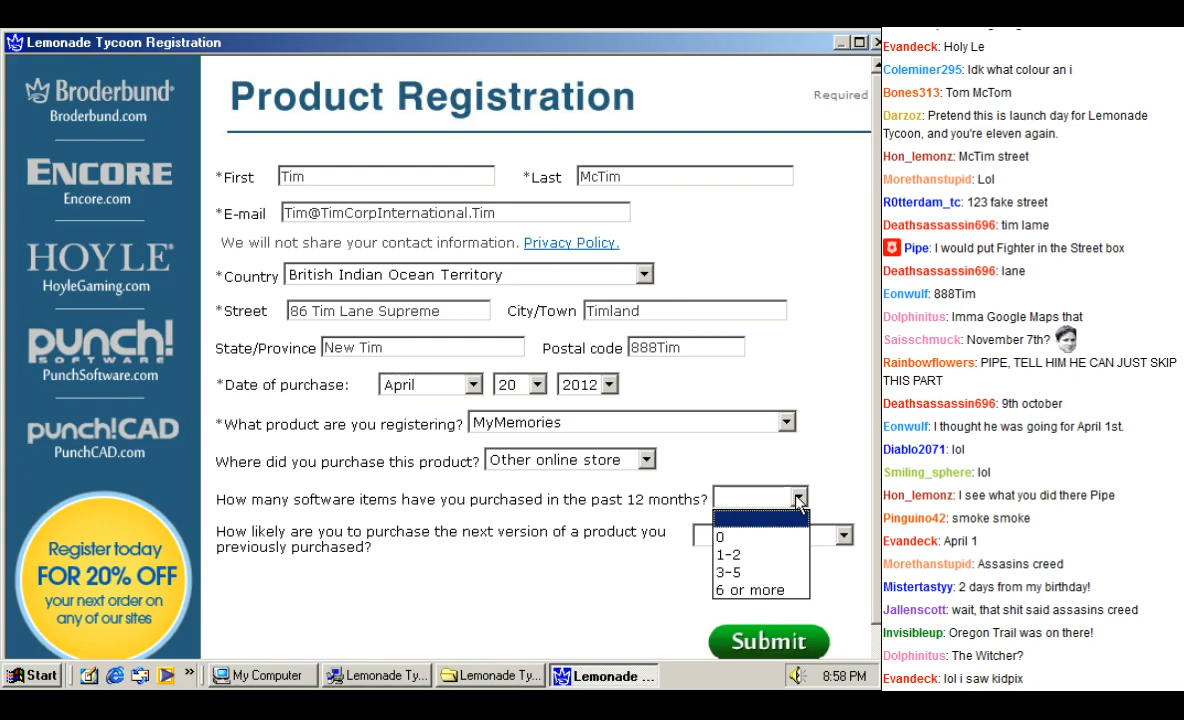 Lemonade Tycoon Registration
Broderbund
Broderbund.com
ENCORE
Encore.com
HOYLE
HoyleGaming.com
punch!
SOFTWARE
PunchSoftware.com
punch!CAD
PunchCAD.com
Register today
FOR 20% OFF
your next order on
any of our sites
Product Registration
Required
*First Tim *Last McTim
*E-mail Tim@TimCorpInternational.Tim
We will not share your contact information. Privacy Policy.
*Country British Indian Ocean Territory
*Street 86 Tim Lane Supreme City/Town Timland
State/Province New Tim Postal code 888Tim
*Date of purchase: April 20 2012
*What product are you registering? MyMemories
Where did you purchase this product? Other online store
How many software items have you purchased in the past 12 months?
0
1-2
3-5
6 or more
How likely are you to purchase the next version of a product you
previously purchased?
Submit
Start My Computer Lemonade Ty... Lemonade Ty... Lemonade ... 8:58 PM
Evandeck: Holy Le
Coleminer295: Idk what colour an i
Bones313: Tom McTom
Darzoz: Pretend this is launch day for Lemonade
Tycoon, and you're eleven again.
Hon_lemonz: McTim street
Morethanstupid: Lol
R0tterdam_tc: 123 fake street
Deathsassassin696: tim lame
Pipe: I would put Fighter in the Street box
Deathsassassin696: lane
Eonwulf: 888Tim
Dolphinitus: Imma Google Maps that
Saisschmuck: November 7th?
Rainbowflowers: PIPE, TELL HIM HE CAN JUST SKIP
THIS PART
Deathsassassin696: 9th october
Eonwulf: I thought he was going for April 1st.
Diablo2071: lol
Smiling_sphere: lol
Hon_lemonz: I see what you did there Pipe
Pinguino42: smoke smoke
Evandeck: April 1
Morethanstupid: Assasins creed
Mistertastyy: 2 days from my birthday!
Jallenscott: wait, that shit said assasins creed
Invisibleup: Oregon Trail was on there!
Dolphinitus: The Witcher?
Evandeck: lol i saw kidpix